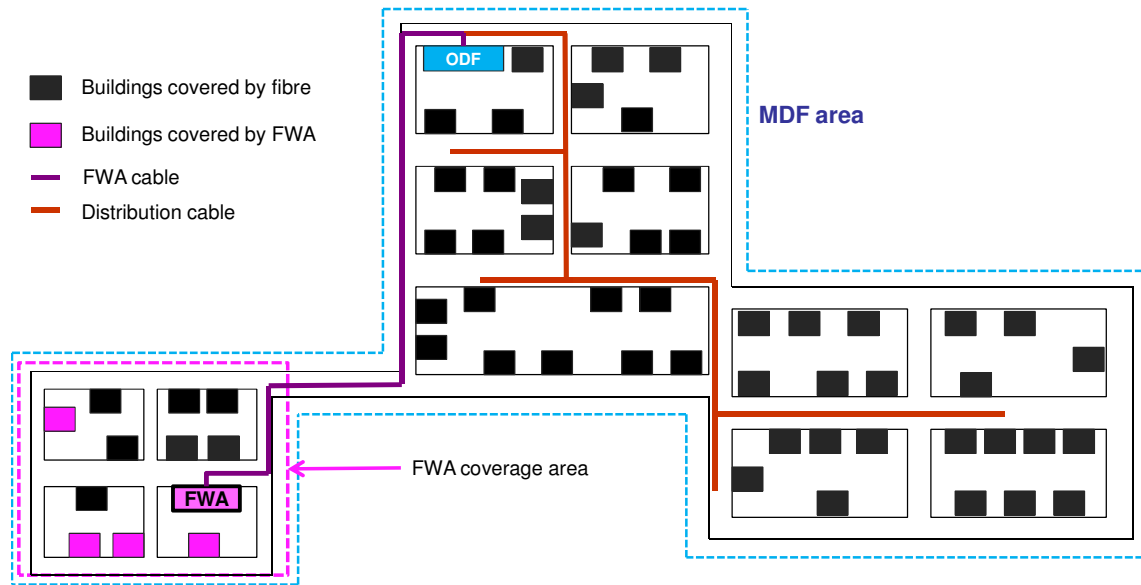 ODF
Buildings covered by fibre
MDF area
Buildings covered by FWA
FWA cable
Distribution cable
FWA coverage area
FWA